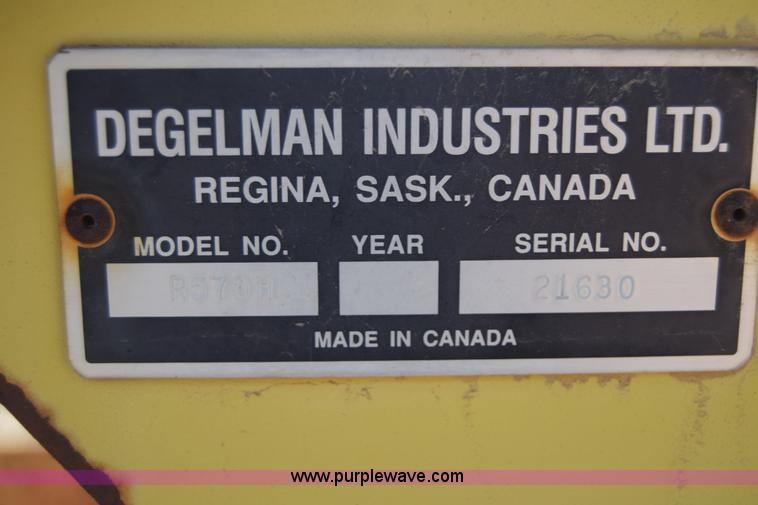 DEGELMAN INDUSTRIES LTD.
REGINA, SASK., CANADA
MODEL NO. YEAR SERIAL NO.
R570H 21630
MADE IN CANADA
www.purplewave.com